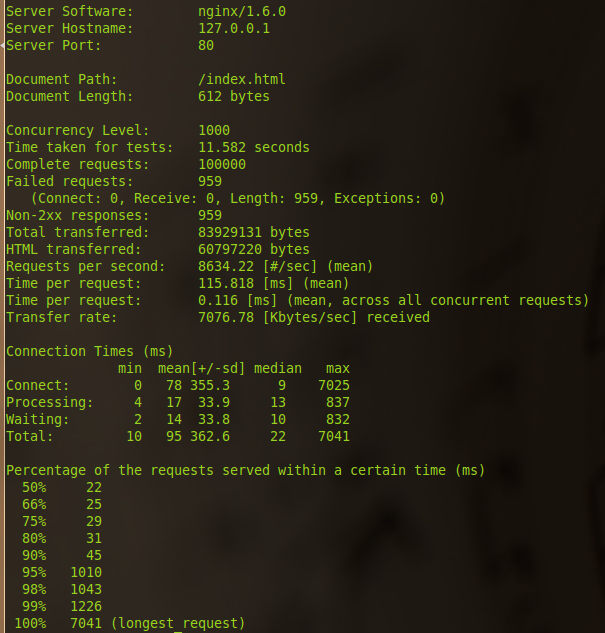 Server Software:        nginx/1.6.0
Server Hostname:        127.0.0.1
Server Port:            80

Document Path:          /index.html
Document Length:        612 bytes

Concurrency Level:      1000
Time taken for tests:   11.582 seconds
Complete requests:      100000
Failed requests:        959
   (Connect: 0, Receive: 0, Length: 959, Exceptions: 0)
Non-2xx responses:      959
Total transferred:      83929131 bytes
HTML transferred:       60797220 bytes
Requests per second:    8634.22 [#/sec] (mean)
Time per request:       115.818 [ms] (mean)
Time per request:       0.116 [ms] (mean, across all concurrent requests)
Transfer rate:          7076.78 [Kbytes/sec] received

Connection Times (ms)
              min  mean[+/-sd] median   max
Connect:        0   78 355.3      9    7025
Processing:     4   17  33.9     13     837
Waiting:        2   14  33.8     10     832
Total:         10   95 362.6     22    7041

Percentage of the requests served within a certain time (ms)
  50%     22
  66%     25
  75%     29
  80%     31
  90%     45
  95%   1010
  98%   1043
  99%   1226
 100%   7041 (longest request)